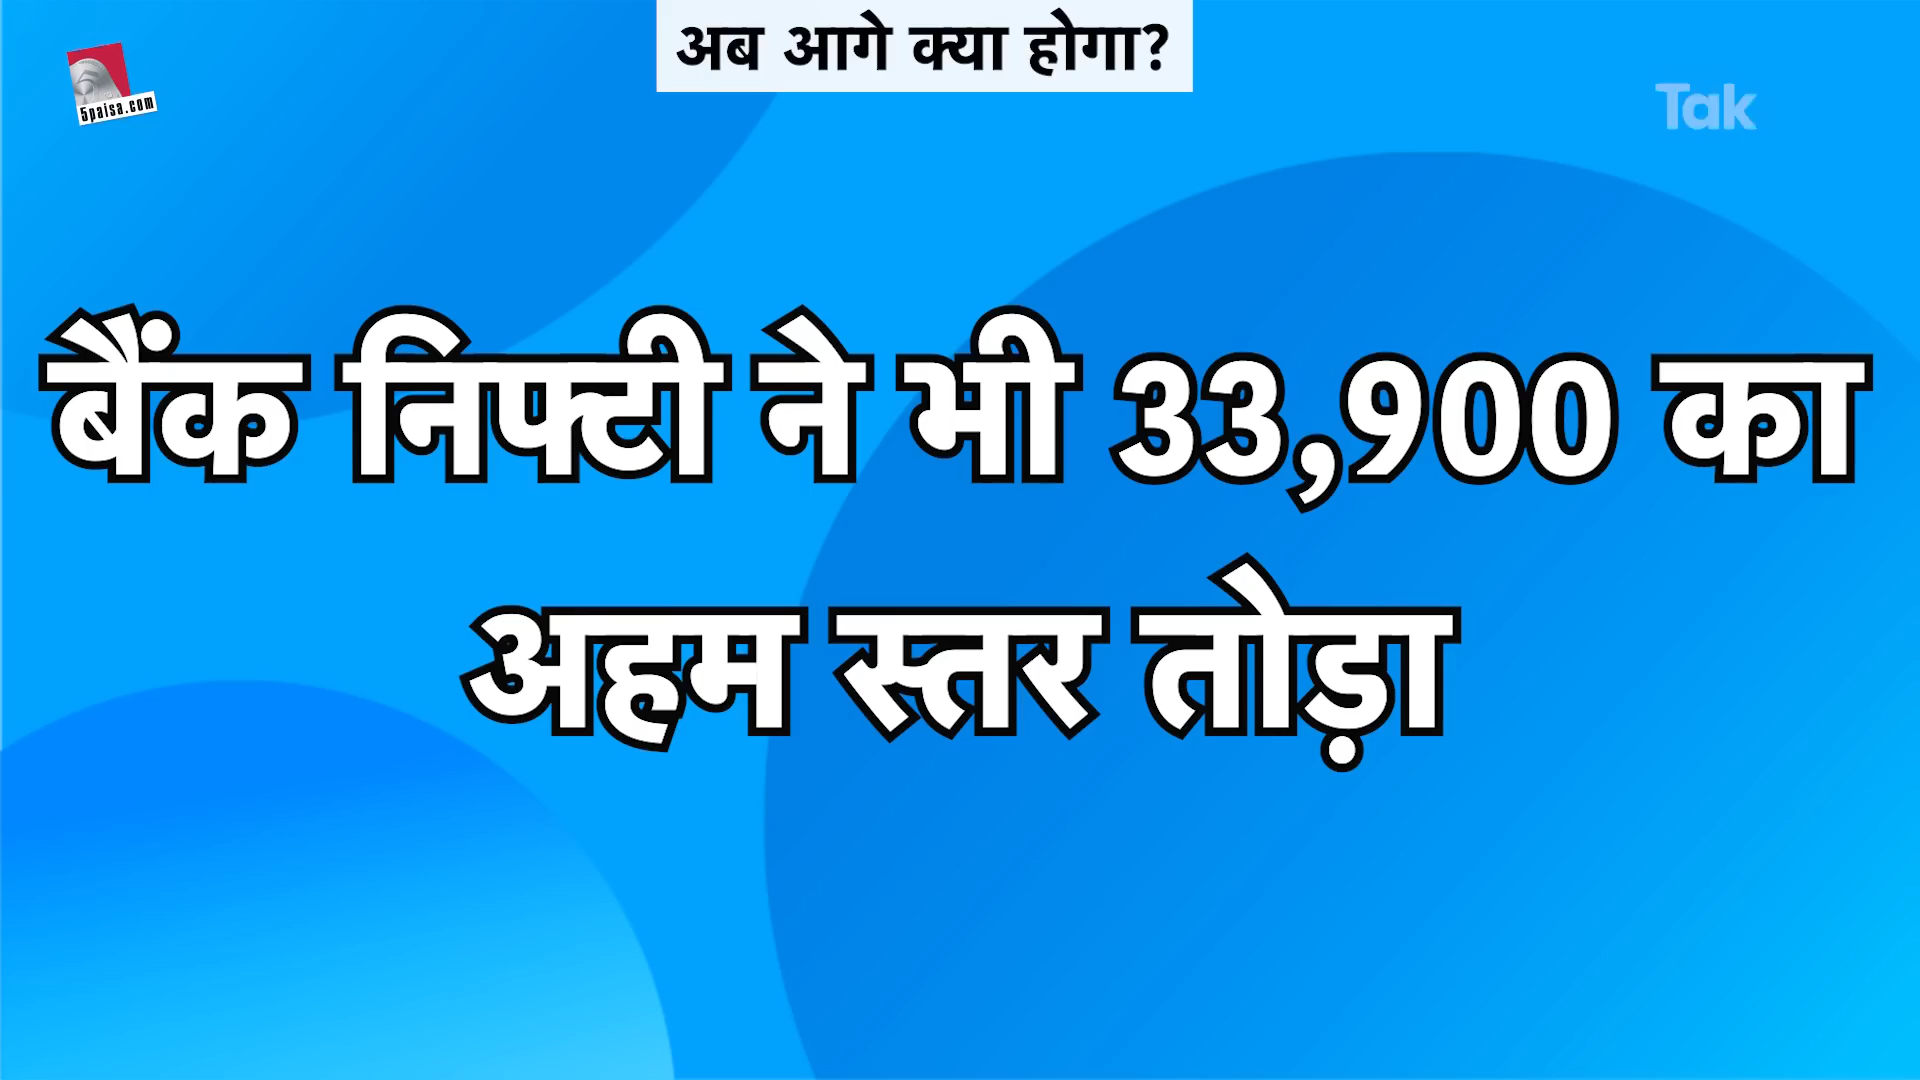 अब आगे क्या होगा?
5paisa.com
Tak
बैंक निफ्टी ने भी 33,900 का
अहम स्तर तोड़ा